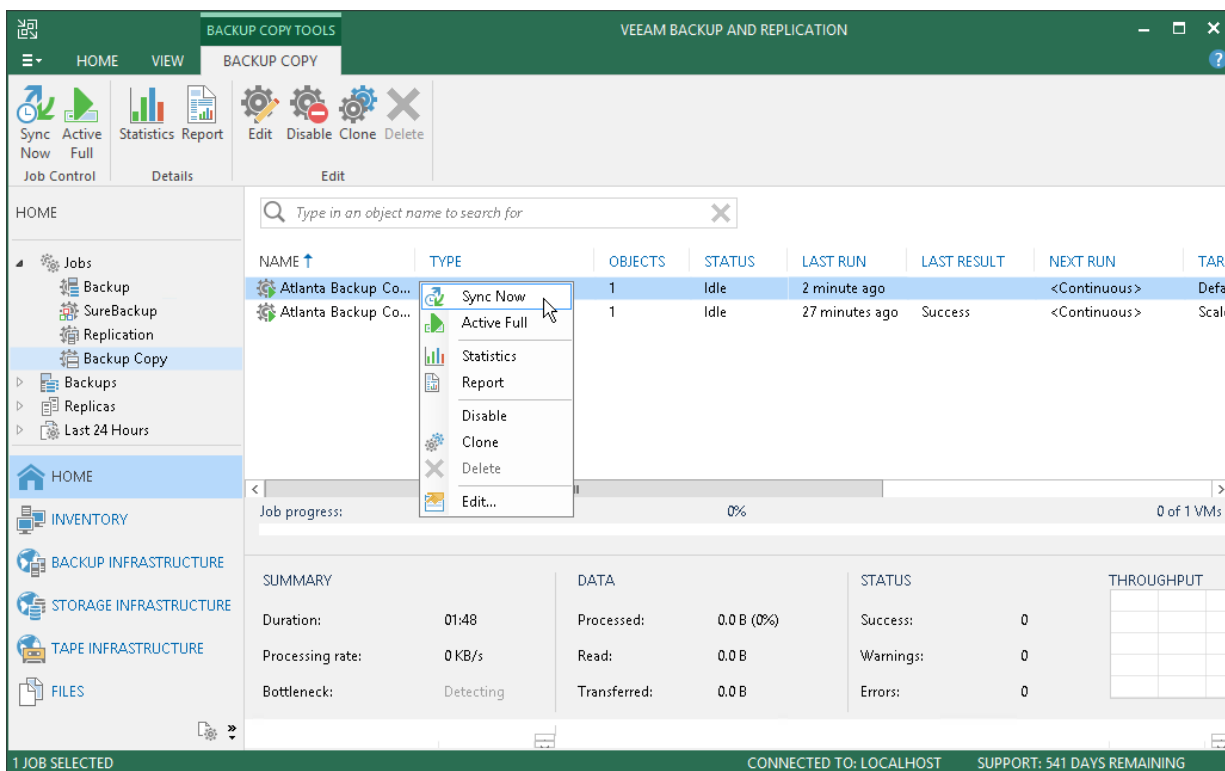 BACKUP COPY TOOLS
VEEAM BACKUP AND REPLICATION
HOME VIEW BACKUP COPY
?
Sync Now Active Full Statistics Report Edit Disable Clone Delete
Job Control Details Edit
HOME
Type in an object name to search for
Jobs
Backup
SureBackup
Replication
Backup Copy
Backups
Replicas
Last 24 Hours
NAME TYPE OBJECTS STATUS LAST RUN LAST RESULT NEXT RUN TAR
Atlanta Backup Co... 1 Idle 2 minute ago <Continuous> Defa
Atlanta Backup Co... 1 Idle 27 minutes ago Success <Continuous> Scal
Sync Now
Active Full
Statistics
Report
Disable
Clone
Delete
Edit...
HOME
INVENTORY
BACKUP INFRASTRUCTURE
STORAGE INFRASTRUCTURE
TAPE INFRASTRUCTURE
FILES
Job progress: 0% 0 of 1 VMs
SUMMARY DATA STATUS THROUGHPUT
Duration: 01:48 Processed: 0.0 B (0%) Success: 0
Processing rate: 0 KB/s Read: 0.0 B Warnings: 0
Bottleneck: Detecting Transferred: 0.0 B Errors: 0
1 JOB SELECTED CONNECTED TO: LOCALHOST SUPPORT: 541 DAYS REMAINING